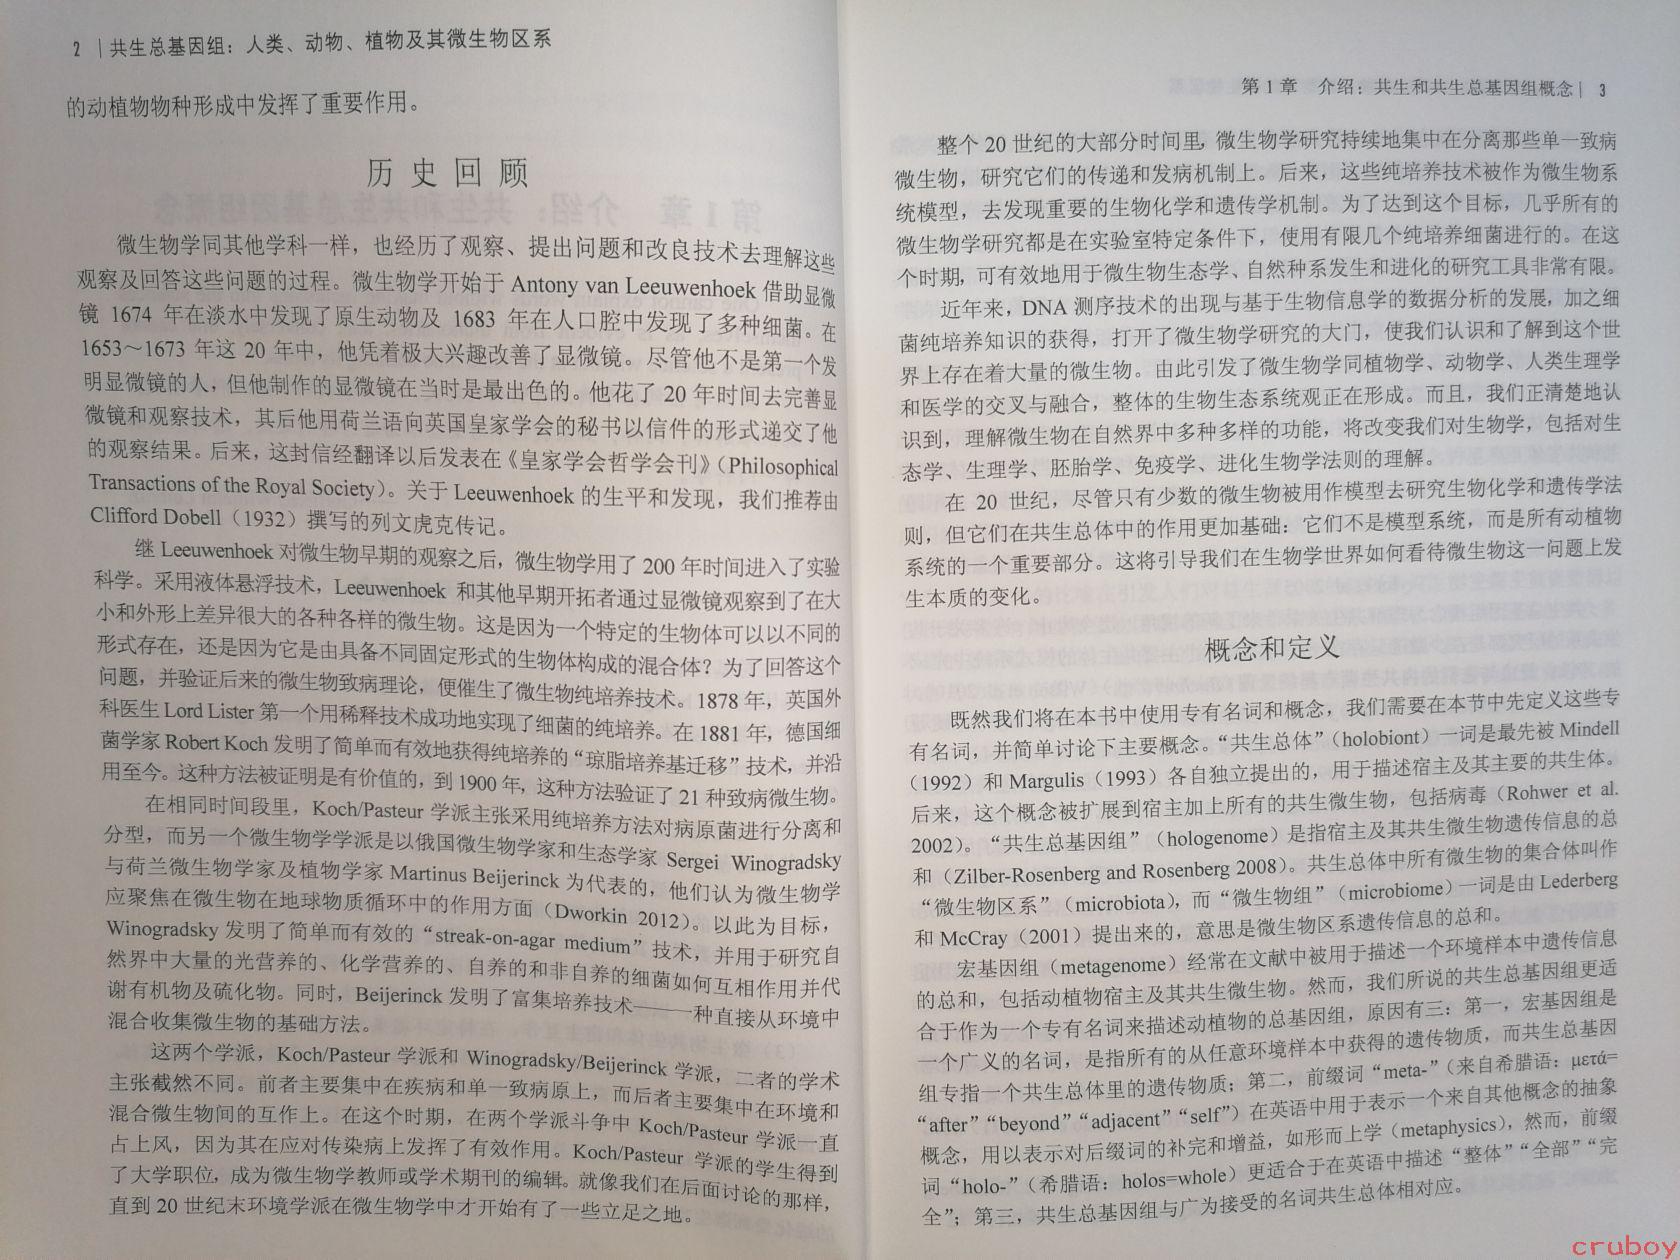 2 | 共生总基因组：人类、动物、植物及其微生物区系
的动植物物种形成中发挥了重要作用。
历史回顾
微生物学同其他学科一样，也经历了观察、提出问题和改良技术去理解这些
观察及回答这些问题的过程。微生物学开始于 Antony van Leeuwenhoek 借助显微
镜 1674 年在淡水中发现了原生动物及 1683 年在人口腔中发现了多种细菌。在
1653～1673 年这 20 年中，他凭着极大兴趣改善了显微镜。尽管他不是第一个发
明显微镜的人，但他制作的显微镜在当时是最出色的。他花了 20 年时间去完善显
微镜和观察技术，其后他用荷兰语向英国皇家学会的秘书以信件的形式递交了他
的观察结果。后来，这封信经翻译以后发表在《皇家学会哲学会刊》（Philosophical
Transactions of the Royal Society）。关于 Leeuwenhoek 的生平和发现，我们推荐由
Clifford Dobell（1932）撰写的列文虎克传记。
继 Leeuwenhoek 对微生物早期的观察之后，微生物学用了 200 年时间进入了实验
科学。采用液体悬浮技术，Leeuwenhoek 和其他早期开拓者通过显微镜观察到了在大
小和外形上差异很大的各种各样的微生物。这是因为一个特定的生物体可以以不同的
形式存在，还是因为它是由具备不同固定形式的生物体构成的混合体？为了回答这个
问题，并验证后来的微生物致病理论，便催生了微生物纯培养技术。1878 年，英国外
科医生 Lord Lister 第一个用稀释技术成功地实现了细菌的纯培养。在 1881 年，德国细
菌学家 Robert Koch 发明了简单而有效地获得纯培养的“琼脂培养基迁移”技术，并沿
用至今。这种方法被证明是有价值的，到 1900 年，这种方法验证了 21 种致病微生物。
在相同时间段里，Koch/Pasteur 学派主张采用纯培养方法对病原菌进行分离和
分型，而另一个微生物学学派是以俄国微生物学家和生态学家 Sergei Winogradsky
与荷兰微生物学家及植物学家 Martinus Beijerinck 为代表的，他们认为微生物学
应聚焦在微生物在地球物质循环中的作用方面（Dworkin 2012）。以此为目标，
Winogradsky 发明了简单而有效的“streak-on-agar medium”技术，并用于研究自
然界中大量的光营养的、化学营养的、自养的和非自养的细菌如何互相作用并代
谢有机物及硫化物。同时，Beijerinck 发明了富集培养技术——一种直接从环境中
混合收集微生物的基础方法。
这两个学派，Koch/Pasteur 学派和 Winogradsky/Beijerinck 学派，二者的学术
主张截然不同。前者主要集中在疾病和单一致病原上，而后者主要集中在环境和
混合微生物间的互作上。在这个时期，在两个学派斗争中 Koch/Pasteur 学派一直
占上风，因为其在应对传染病上发挥了有效作用。Koch/Pasteur 学派的学生得到
了大学职位，成为微生物学教师或学术期刊的编辑。就像我们在后面讨论的那样，
直到 20 世纪末环境学派在微生物学中才开始有了一些立足之地。
第 1 章 介绍：共生和共生总基因组概念 | 3
整个 20 世纪的大部分时间里，微生物学研究持续地集中在分离那些单一致病
微生物，研究它们的传递和发病机制上。后来，这些纯培养技术被作为微生物系
统模型，去发现重要的生物化学和遗传学机制。为了达到这个目标，几乎所有的
微生物学研究都是在实验室特定条件下，使用有限几个纯培养细菌进行的。在这
个时期，可有效地用于微生物生态学、自然种系发生和进化的研究工具非常有限。
近年来，DNA 测序技术的出现与基于生物信息学的数据分析的发展，加之细
菌纯培养知识的获得，打开了微生物学研究的大门，使我们认识和了解到这个世
界上存在着大量的微生物。由此引发了微生物学同植物学、动物学、人类生理学
和医学的交叉与融合，整体的生物生态系统观正在形成。而且，我们正清楚地认
识到，理解微生物在自然界中多种多样的功能，将改变我们对生物学，包括对生
态学、生理学、胚胎学、免疫学、进化生物学法则的理解。
在 20 世纪，尽管只有少数的微生物被用作模型去研究生物化学和遗传学法
则，但它们在共生总体中的作用更加基础：它们不是模型系统，而是所有动植物
系统的一个重要部分。这将引导我们在生物学世界如何看待微生物这一问题上发
生本质的变化。
概念和定义
既然我们将在本书中使用专有名词和概念，我们需要在本节中先定义这些专
有名词，并简单讨论下主要概念。“共生总体”（holobiont）一词是最先被 Mindell
（1992）和 Margulis（1993）各自独立提出的，用于描述宿主及其主要的共生体。
后来，这个概念被扩展到宿主加上所有的共生微生物，包括病毒（Rohwer et al.
2002）。“共生总基因组”（hologenome）是指宿主及其共生微生物遗传信息的总
和（Zilber-Rosenberg and Rosenberg 2008）。共生总体中所有微生物的集合体叫作
“微生物区系”（microbiota），而“微生物组”（microbiome）一词是由 Lederberg
和 McCray（2001）提出来的，意思是微生物区系遗传信息的总和。
宏基因组（metagenome）经常在文献中被用于描述一个环境样本中遗传信息
的总和，包括动植物宿主及其共生微生物。然而，我们所说的共生总基因组更适
合于作为一个专有名词来描述动植物的总基因组，原因有三：第一，宏基因组是
一个广义的名词，是指所有的从任意环境样本中获得的遗传物质，而共生总基因
组专指一个共生总体里的遗传物质；第二，前缀词“meta-”（来自希腊语：μετά=
“after”“beyond”“adjacent”“self”）在英语中用于表示一个来自其他概念的抽象
概念，用以表示对后缀词的补完和增益，如形而上学（metaphysics），然而，前缀
词“holo-”（希腊语：holos=whole）更适合于在英语中描述“整体”“全部”“完
全”；第三，共生总基因组与广为接受的名词共生总体相对应。
cruboy